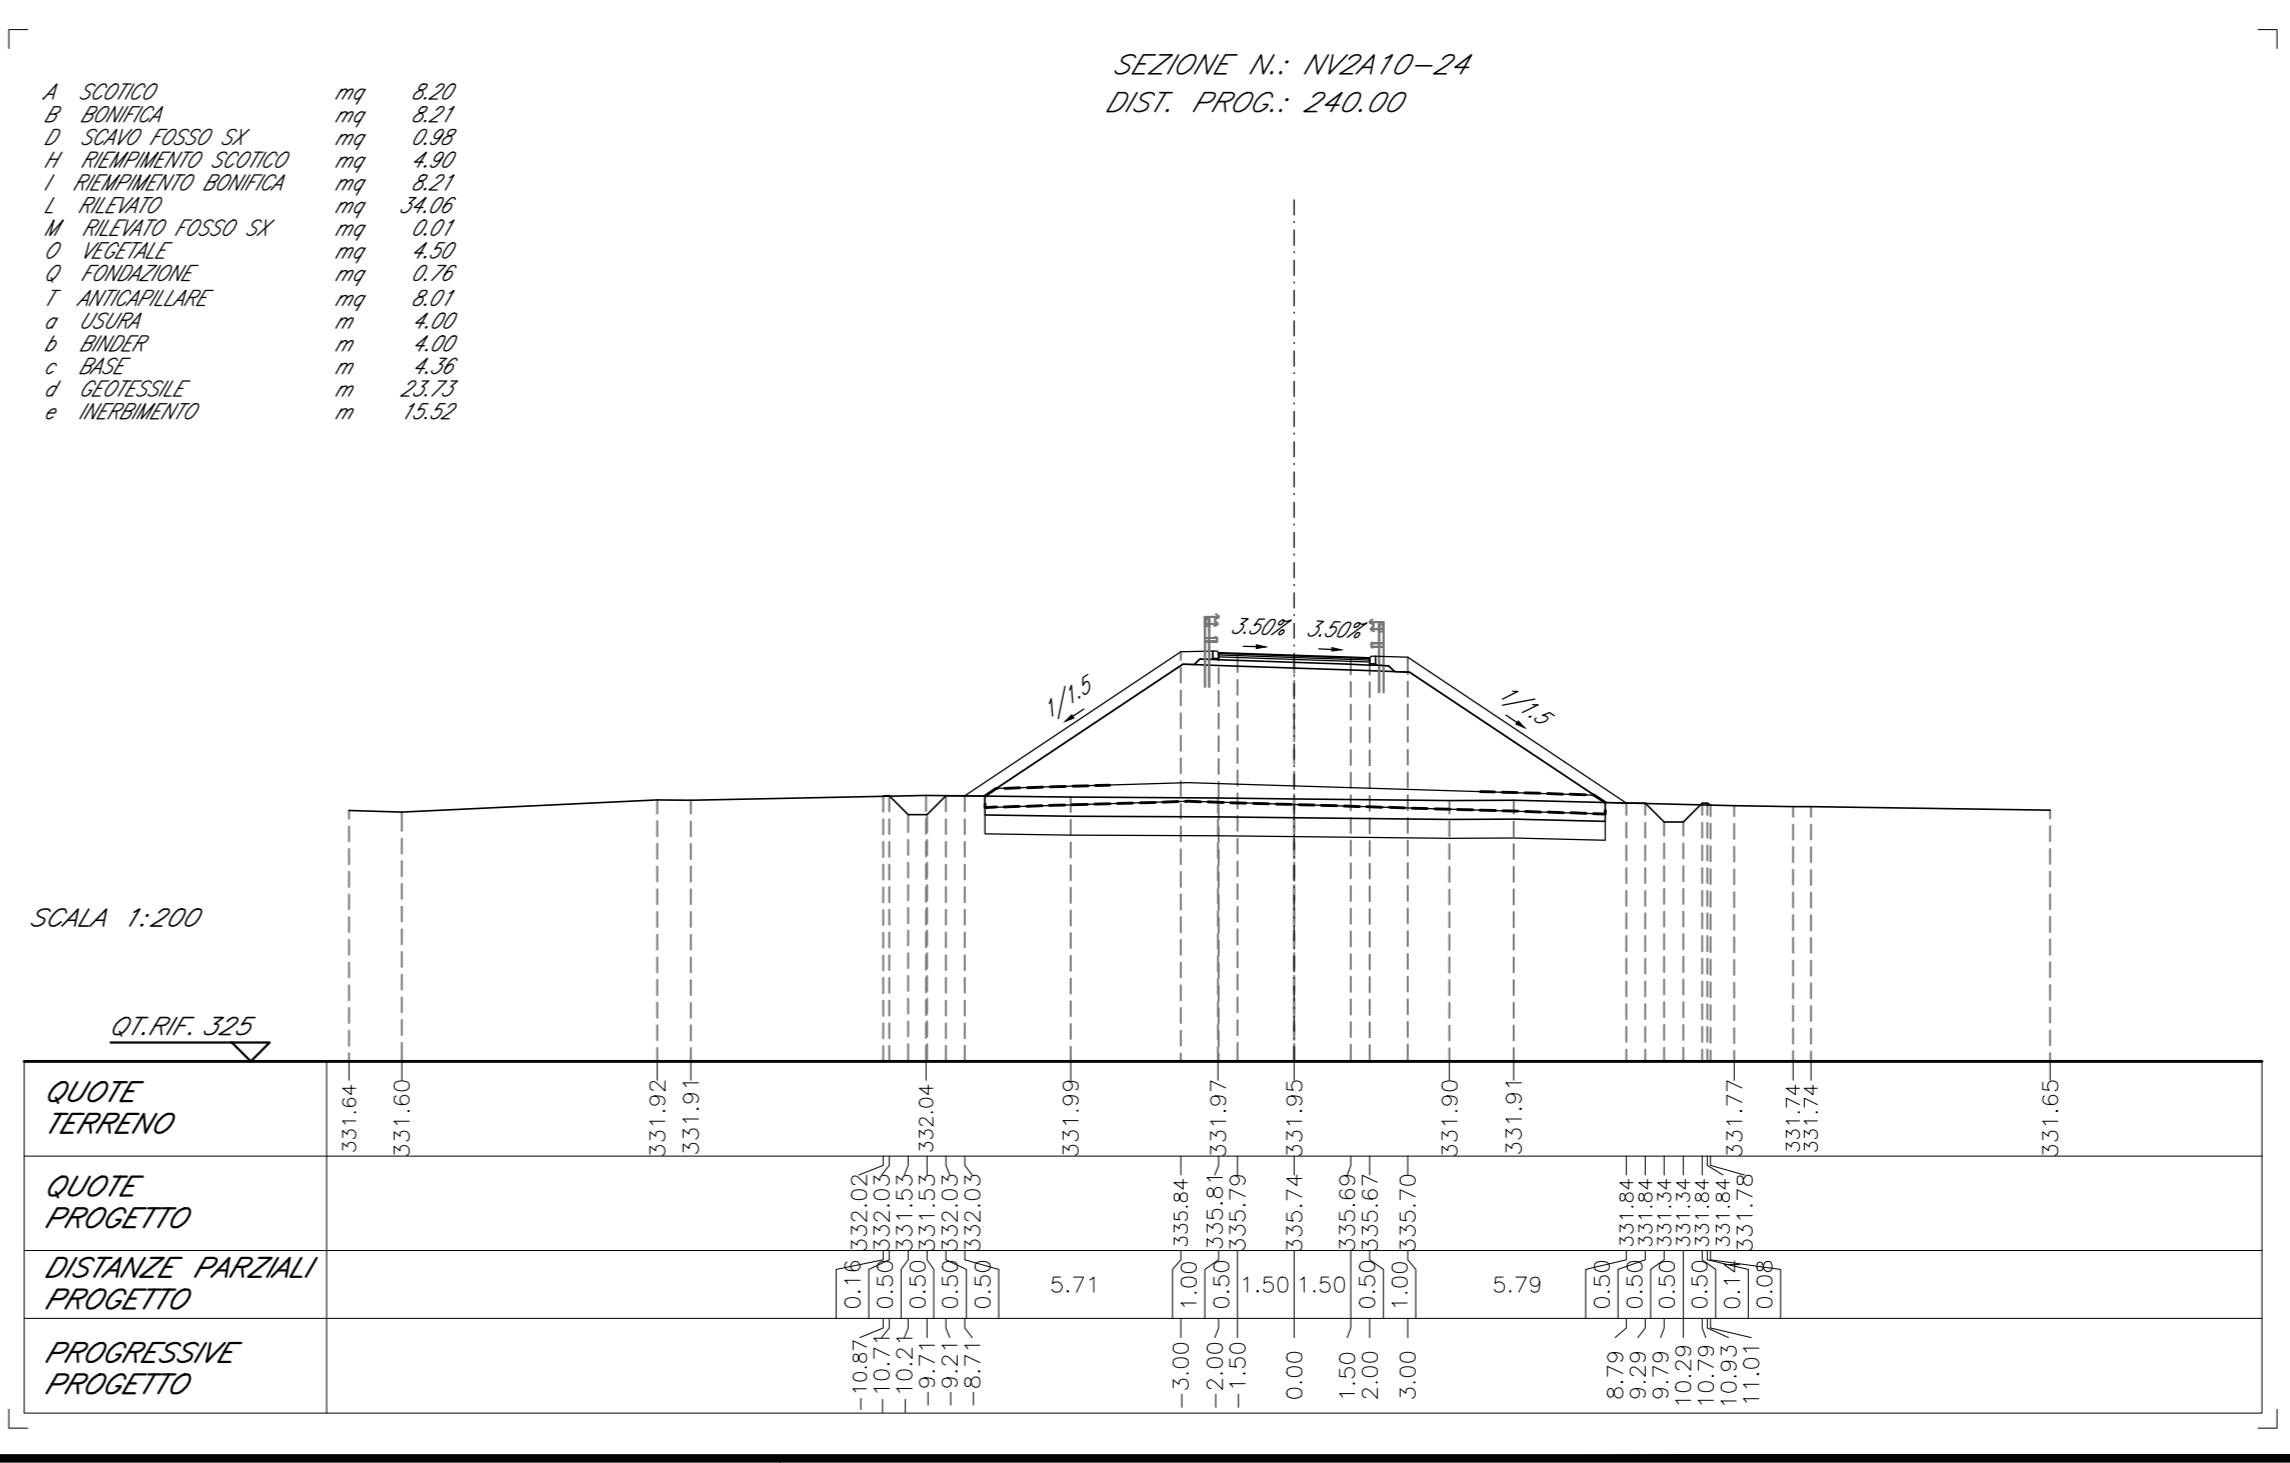 SEZIONE N.: NV2A10-24
DIST. PROG.: 240.00
A SCOTICO mq 8.20
B BONIFICA mq 8.21
D SCAVO FOSSO SX mq 0.98
H RIEMPIMENTO SCOTICO mq 4.90
I RIEMPIMENTO BONIFICA mq 8.21
L RILEVATO mq 34.06
M RILEVATO FOSSO SX mq 0.01
O VEGETALE mq 4.50
Q FONDAZIONE mq 0.76
T ANTICAPILLARE mq 8.01
a USURA m 4.00
b BINDER m 4.00
c BASE m 4.36
d GEOTESSILE m 23.73
e INERBIMENTO m 15.52
3.50% 3.50%
1/1.5 1/1.5
SCALA 1:200
QT.RIF. 325
QUOTE
TERRENO
331.64 331.60 331.92 331.91 332.04 331.99 331.97 331.95 331.90 331.91 331.77 331.74 331.74 331.65
QUOTE
PROGETTO
332.02 332.03 331.53 331.53 332.03 332.03 335.84 335.81 335.79 335.74 335.69 335.67 335.70 331.84 331.84 331.34 331.34 331.84 331.84 331.78
DISTANZE PARZIALI
PROGETTO
0.16 0.50 0.50 0.50 0.50 5.71 1.00 0.50 1.50 1.50 0.50 1.00 5.79 0.50 0.50 0.50 0.50 0.14 0.08
PROGRESSIVE
PROGETTO
-10.87 -10.71 -10.21 -9.71 -9.21 -8.71 -3.00 -2.00 -1.50 0.00 1.50 2.00 3.00 8.79 9.29 9.79 10.29 10.79 10.93 11.01